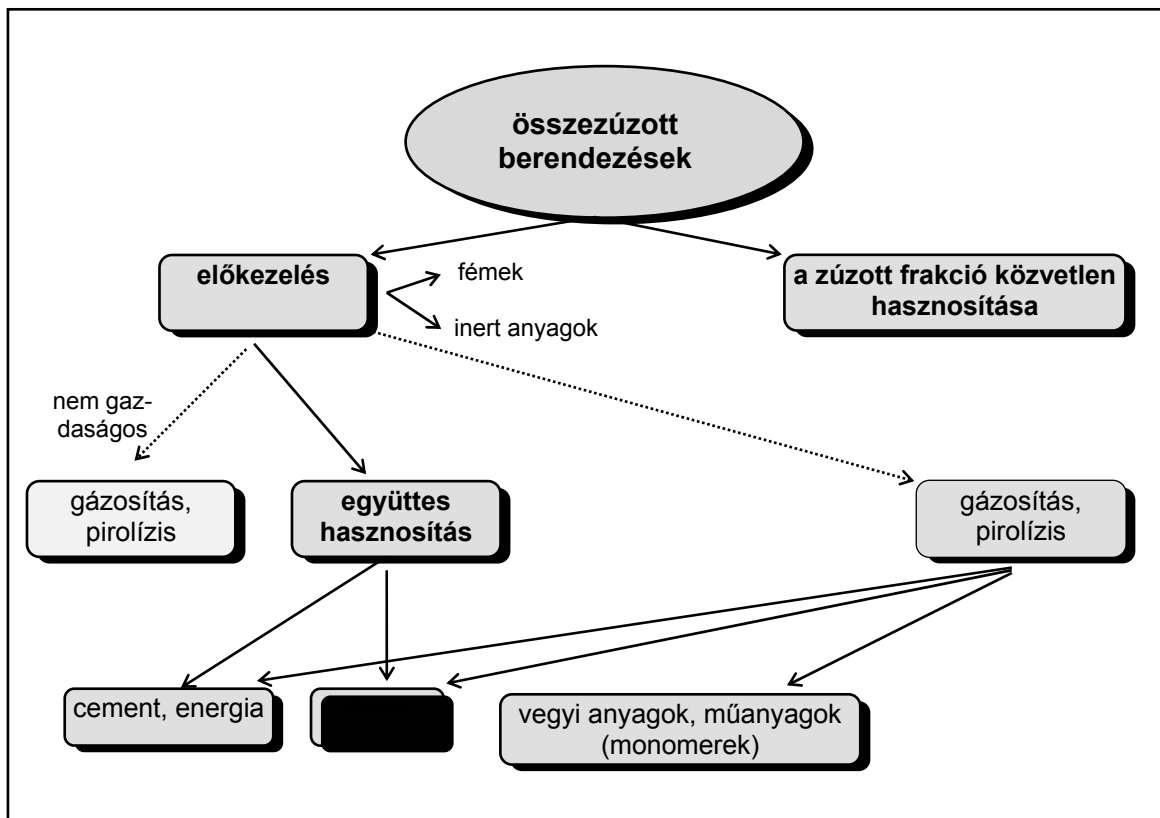 összezúzott
berendezések
előkezelés
fémek
inert anyagok
a zúzott frakció közvetlen
hasznosítása
nem gaz-
daságos
gázosítás,
pirolízis
együttes
hasznosítás
gázosítás,
pirolízis
cement, energia
vegyi anyagok, műanyagok
(monomerek)